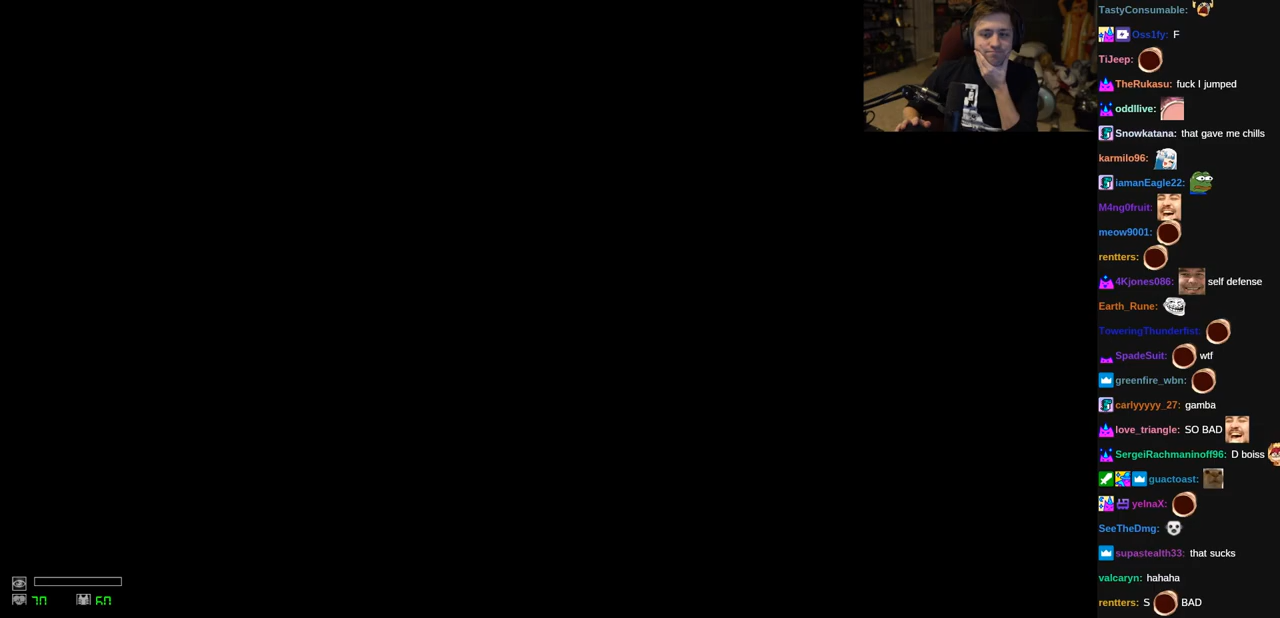 TastyConsumable:
Oss1fy: F
TiJeep:
TheRukasu: fuck I jumped
oddllive:
Snowkatana: that gave me chills
karmilo96:
iamanEagle22:
M4ng0fruit:
meow9001:
rentters:
4Kjones086: self defense
Earth_Rune:
ToweringThunderfist:
SpadeSuit: wtf
greenfire_wbn:
carlyyyyy_27: gamba
love_triangle: SO BAD
SergeiRachmaninoff96: D boiss
guactoast:
yelnaX:
SeeTheDmg:
supastealth33: that sucks
valcaryn: hahaha
rentters: S BAD
70 60